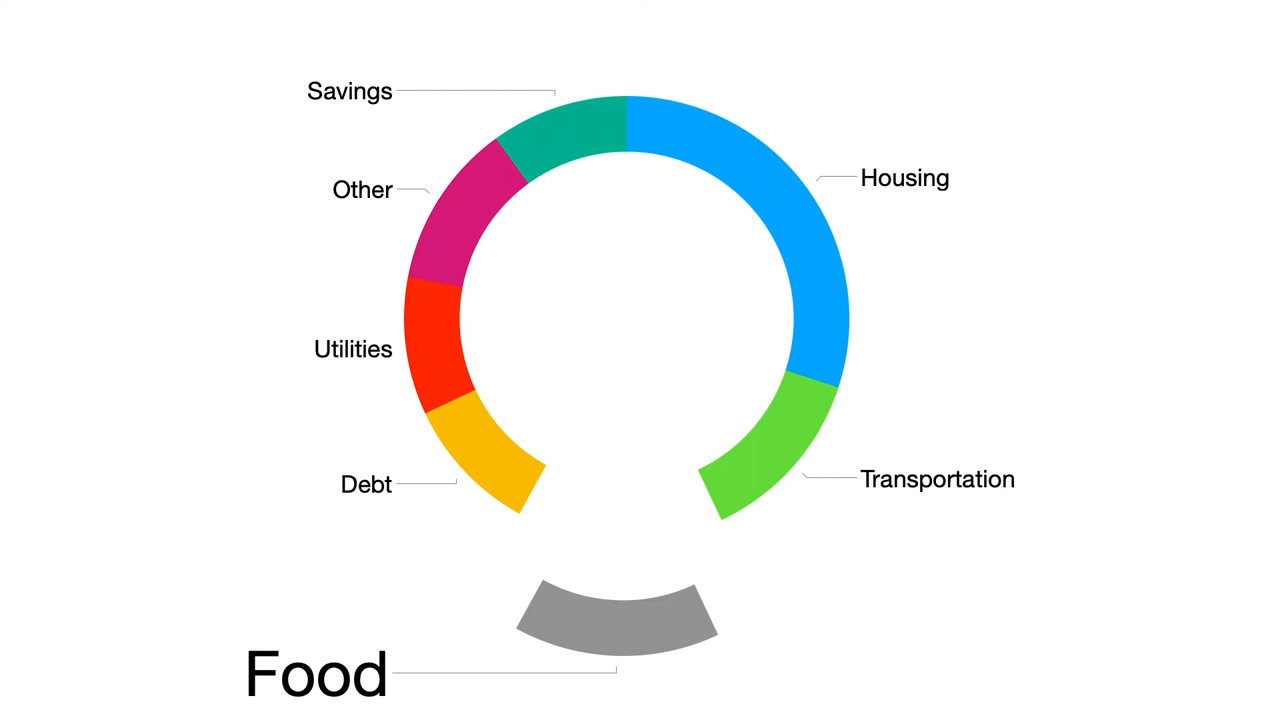 Savings
Housing
Other
Utilities
Transportation
Debt
Food